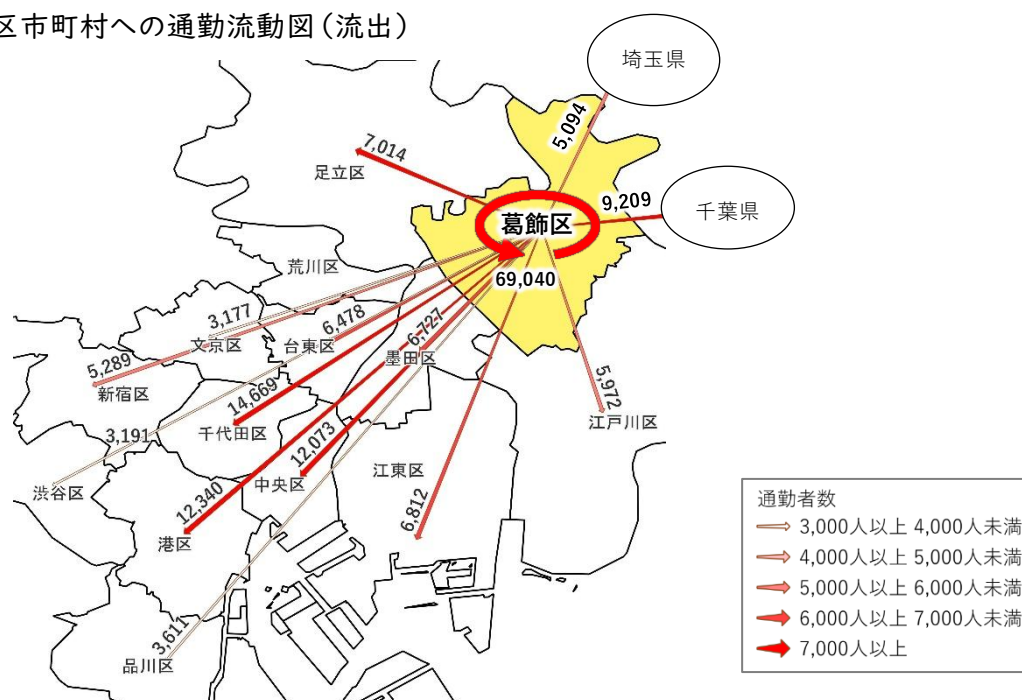 区市町村への通勤流動図(流出)
埼玉県
5,094
7,014
足立区
9,209
千葉県
葛飾区
69,040
荒川区
3,177
文京区
6,478
台東区
6,727
墨田区
5,289
新宿区
14,669
千代田区
5,972
江戸川区
3,191
渋谷区
12,073
中央区
江東区
12,340
港区
6,812
3,611
品川区
通勤者数
3,000人以上 4,000人未満
4,000人以上 5,000人未満
5,000人以上 6,000人未満
6,000人以上 7,000人未満
7,000人以上